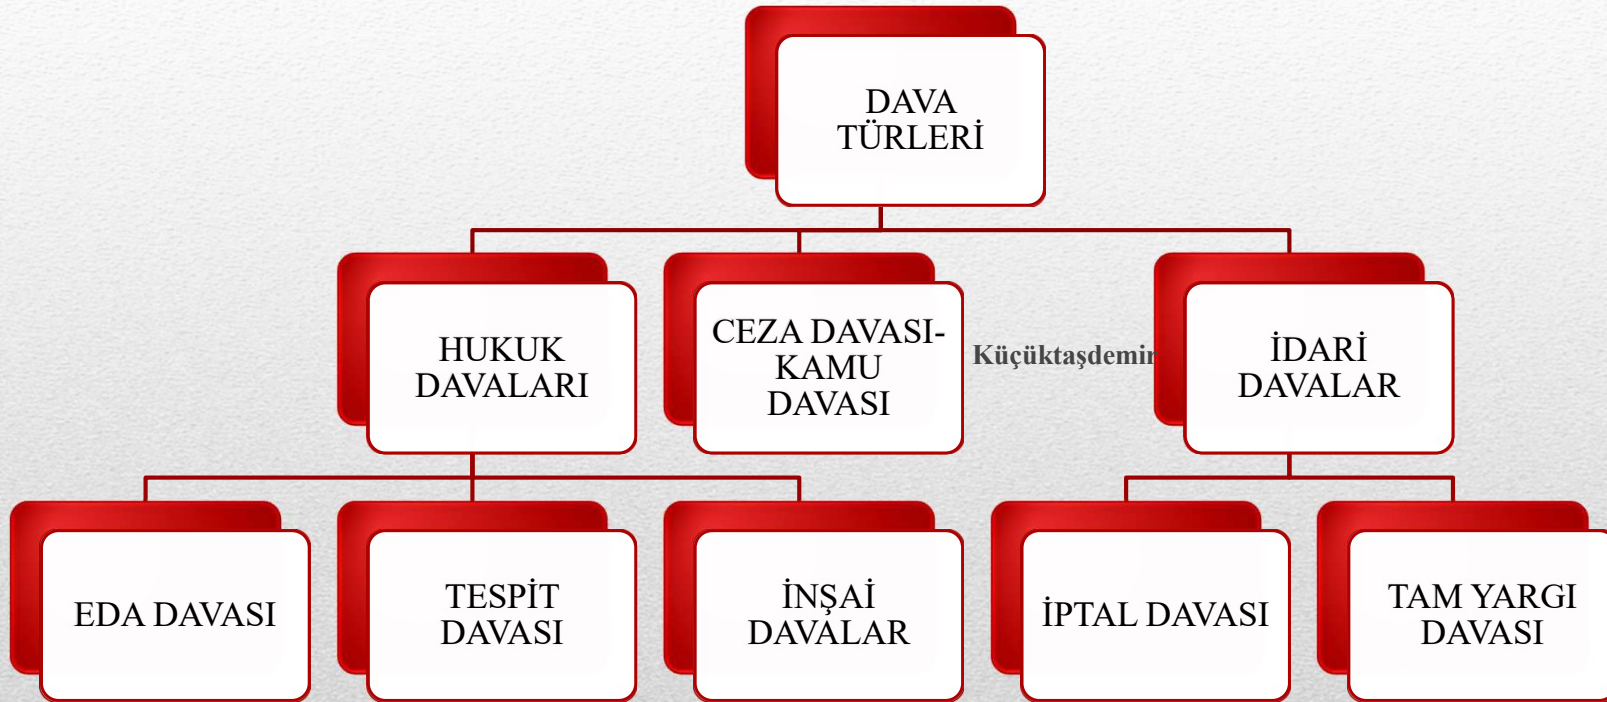 DAVA
TÜRLERİ
HUKUK
DAVALARI
CEZA DAVASI-
KAMU
DAVASI
Küçüktaşdemir
İDARİ
DAVALAR
EDA DAVASI
TESPİT
DAVASI
İNŞAİ
DAVALAR
İPTAL DAVASI
TAM YARGI
DAVASI